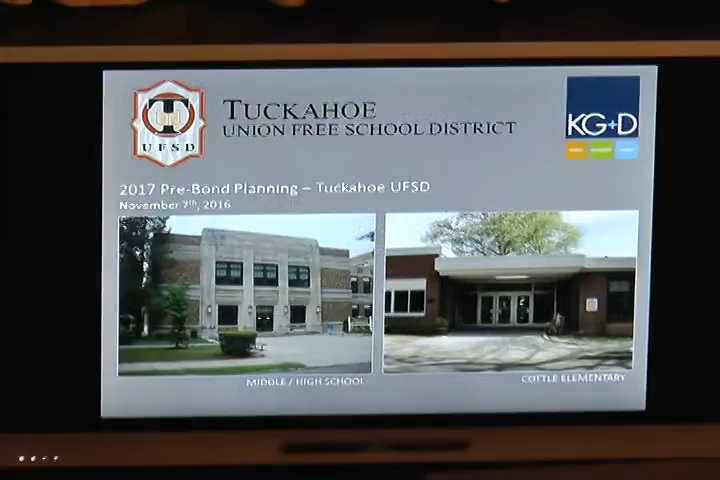 TUCKAHOE
UNION FREE SCHOOL DISTRICT
UFSD
KG+D
2017 Pre-Bond Planning – Tuckahoe UFSD
November 7th, 2016
MIDDLE / HIGH SCHOOL
COTTLE ELEMENTARY